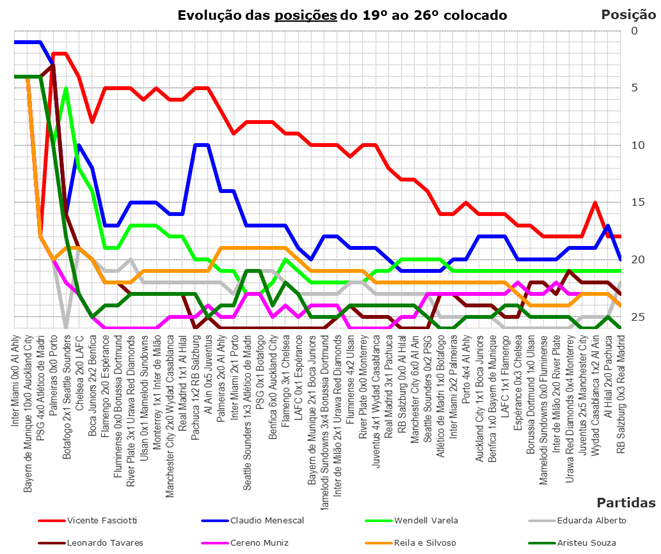 Evolução das posições do 19º ao 26º colocado
Posição
0
5
10
15
20
25
Inter Miami 0x0 Al Ahly
Bayern de Munique 10x0 Auckland City
PSG 4x0 Atlético de Madri
Palmeiras 0x0 Porto
Botafogo 2x1 Seattle Sounders
Chelsea 2x0 LAFC
Boca Juniors 2x2 Benfica
Flamengo 2x0 Espérance
Fluminense 0x0 Borussia Dortmund
River Plate 3x1 Urawa Red Diamonds
Ulsan 0x1 Mamelodi Sundowns
Monterrey 1x1 Inter de Milão
Manchester City 2x0 Wydad Casablanca
Real Madrid 1x1 Al Hilal
Pachuca 1x2 RB Salzburg
Al Ain 0x5 Juventus
Palmeiras 2x0 Al Ahly
Inter Miami 2x1 Porto
Seattle Sounders 1x3 Atlético de Madri
PSG 0x1 Botafogo
Benfica 6x0 Auckland City
Flamengo 3x1 Chelsea
LAFC 0x1 Espérance
Bayern de Munique 2x1 Boca Juniors
Mamelodi Sundowns 3x4 Borussia Dortmund
Inter de Milão 2x1 Urawa Red Diamonds
Fluminense 4x2 Ulsan
River Plate 0x0 Monterrey
Juventus 4x1 Wydad Casablanca
Real Madrid 3x1 Pachuca
RB Salzburg 0x0 Al Hilal
Manchester City 6x0 Al Ain
Seattle Sounders 0x2 PSG
Atlético de Madri 1x0 Botafogo
Inter Miami 2x2 Palmeiras
Porto 4x4 Al Ahly
Auckland City 1x1 Boca Juniors
Benfica 1x0 Bayern de Munique
LAFC 1x1 Flamengo
Esperance 0x3 Chelsea
Borussia Dortmund 1x0 Ulsan
Mamelodi Sundowns 0x0 Fluminense
Inter de Milão 2x0 River Plate
Urawa Red Diamonds 0x4 Monterrey
Juventus 2x5 Manchester City
Wydad Casablanca 1x2 Al Ain
Al Hilal 2x0 Pachuca
RB Salzburg 0x3 Real Madrid
Partidas
Vicente Fasciotti
Claudio Menescal
Wendell Varela
Eduarda Alberto
Leonardo Tavares
Cereno Muniz
Reila e Silvoso
Aristeu Souza